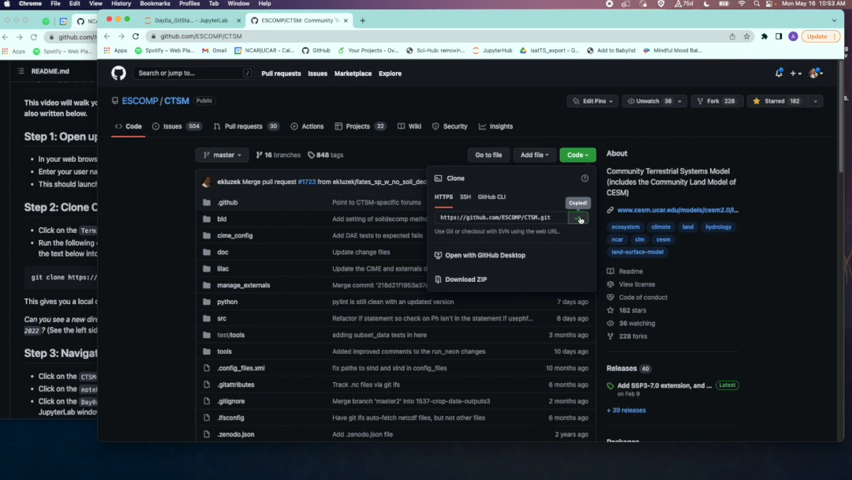 Chrome File Edit View History Bookmarks Profiles Tab Window Help
Mon May 16 10:53 AM
Day0a_GitSta... - JupyterLab
ESCOMP/CTSM: Community T
github.com/ESCOMP/CTSM
Update
Apps Spotify – Web Pla... Gmail NCAR|UCAR - Cal... GitHub Your Projects - Ov... Sci-Hub: removin... JupyterHub Add to Babylist Mindful Bod Bal...
README.md
This video will walk yo
also written below.
Step 1: Open up
In your web brows
Enter your user na
This should launch
Step 2: Clone C
Click on the Term
Run the following
the text below into
git clone https:/
This gives you a local c
Can you see a new dire
2022 ? (See the left sid
Step 3: Navigat
Click on the CTSM
Click on the noteb
Click on the Day0a
JupyterLab window
Search or jump to... /
Pull requests Issues Marketplace Explore
ESCOMP / CTSM Public
Edit Pins Unwatch 36 Fork 228 Starred 182
Code Issues 504 Pull requests 30 Actions Projects 22 Wiki Security Insights
master 16 branches 848 tags Go to file Add file Code
ekluzek Merge pull request #1723 from ekluzek/fates_sp_w_no_soil_dec
.github Point to CTSM-specific forums
bld Add setting of soildecomp metho
cime_config Add DAE tests to expected fails
doc Update change files
lilac Update the CIME and externals
manage_externals Merge commit '218d21f1863a37
python pylint is still clean with an updated version 7 days ago
src Refactor if statement so check on Ph isn't in the statement if usephf... 8 days ago
test/tools adding subset_data tests in here 3 months ago
tools Added improved comments to the run_neon changes 10 days ago
.config_files.xml fix paths to sind and xind in config_files 10 months ago
.gitattributes Track .nc files via git lfs 3 months ago
.gitignore Merge branch 'master2' into 1537-crop-date-outputs3 2 months ago
.lfsconfig Have git lfs auto-fetch netcdf files, but not other files 6 months ago
.zenodo.json Add .zenodo.json file 2 years ago
Clone
HTTPS SSH GitHub CLI
Copied!
https://github.com/ESCOMP/CTSM.git
Use Git or checkout with SVN using the web URL.
Open with GitHub Desktop
Download ZIP
About
Community Terrestrial Systems Model
(includes the Community Land Model of
CESM)
www.cesm.ucar.edu/models/cesm2.0/l...
ecosystem climate land hydrology
ncar clm cesm
land-surface-model
Readme
View license
Code of conduct
182 stars
36 watching
228 forks
Releases 40
Add SSP3-7.0 extension, and ... Latest
on Feb 9
+ 39 releases